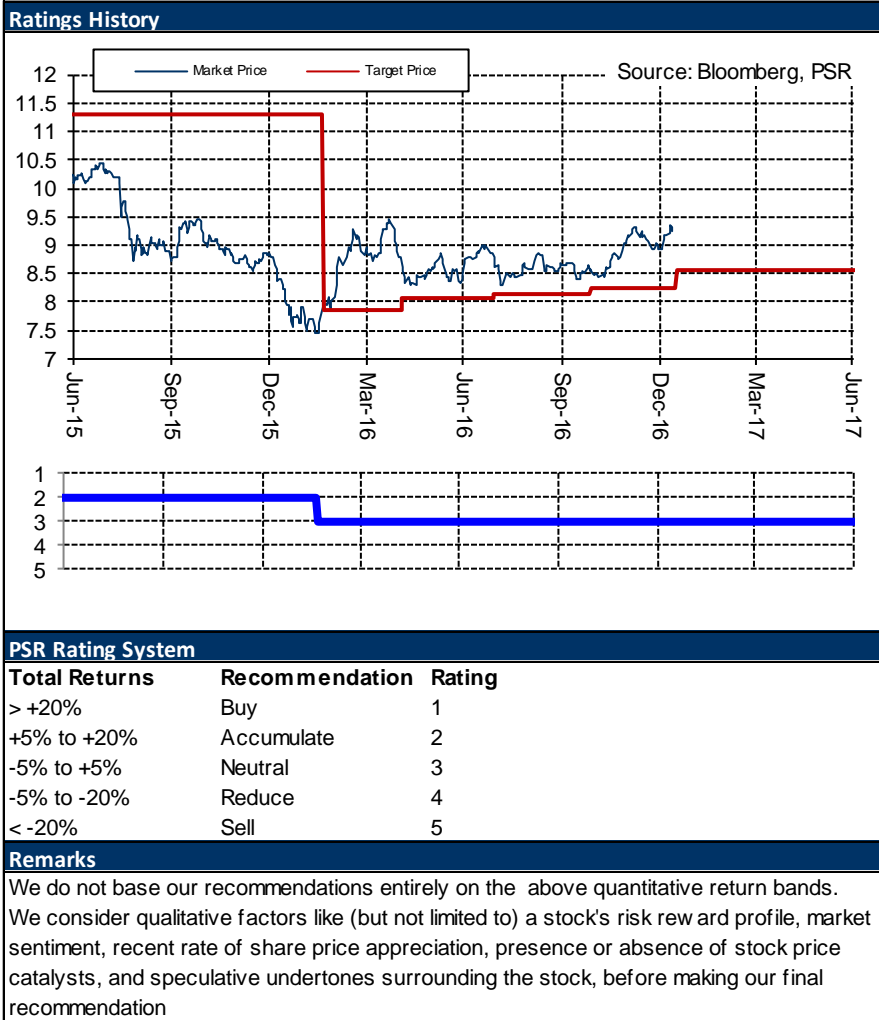 Ratings History
Market Price Target Price
Source: Bloomberg, PSR
12
11.5
11
10.5
10
9.5
9
8.5
8
7.5
7
Jun-15
Sep-15
Dec-15
Mar-16
Jun-16
Sep-16
Dec-16
Mar-17
Jun-17
1
2
3
4
5
PSR Rating System
Total Returns Recommendation Rating
> +20% Buy 1
+5% to +20% Accumulate 2
-5% to +5% Neutral 3
-5% to -20% Reduce 4
< -20% Sell 5
Remarks
We do not base our recommendations entirely on the above quantitative return bands.
We consider qualitative factors like (but not limited to) a stock's risk reward profile, market
sentiment, recent rate of share price appreciation, presence or absence of stock price
catalysts, and speculative undertones surrounding the stock, before making our final
recommendation